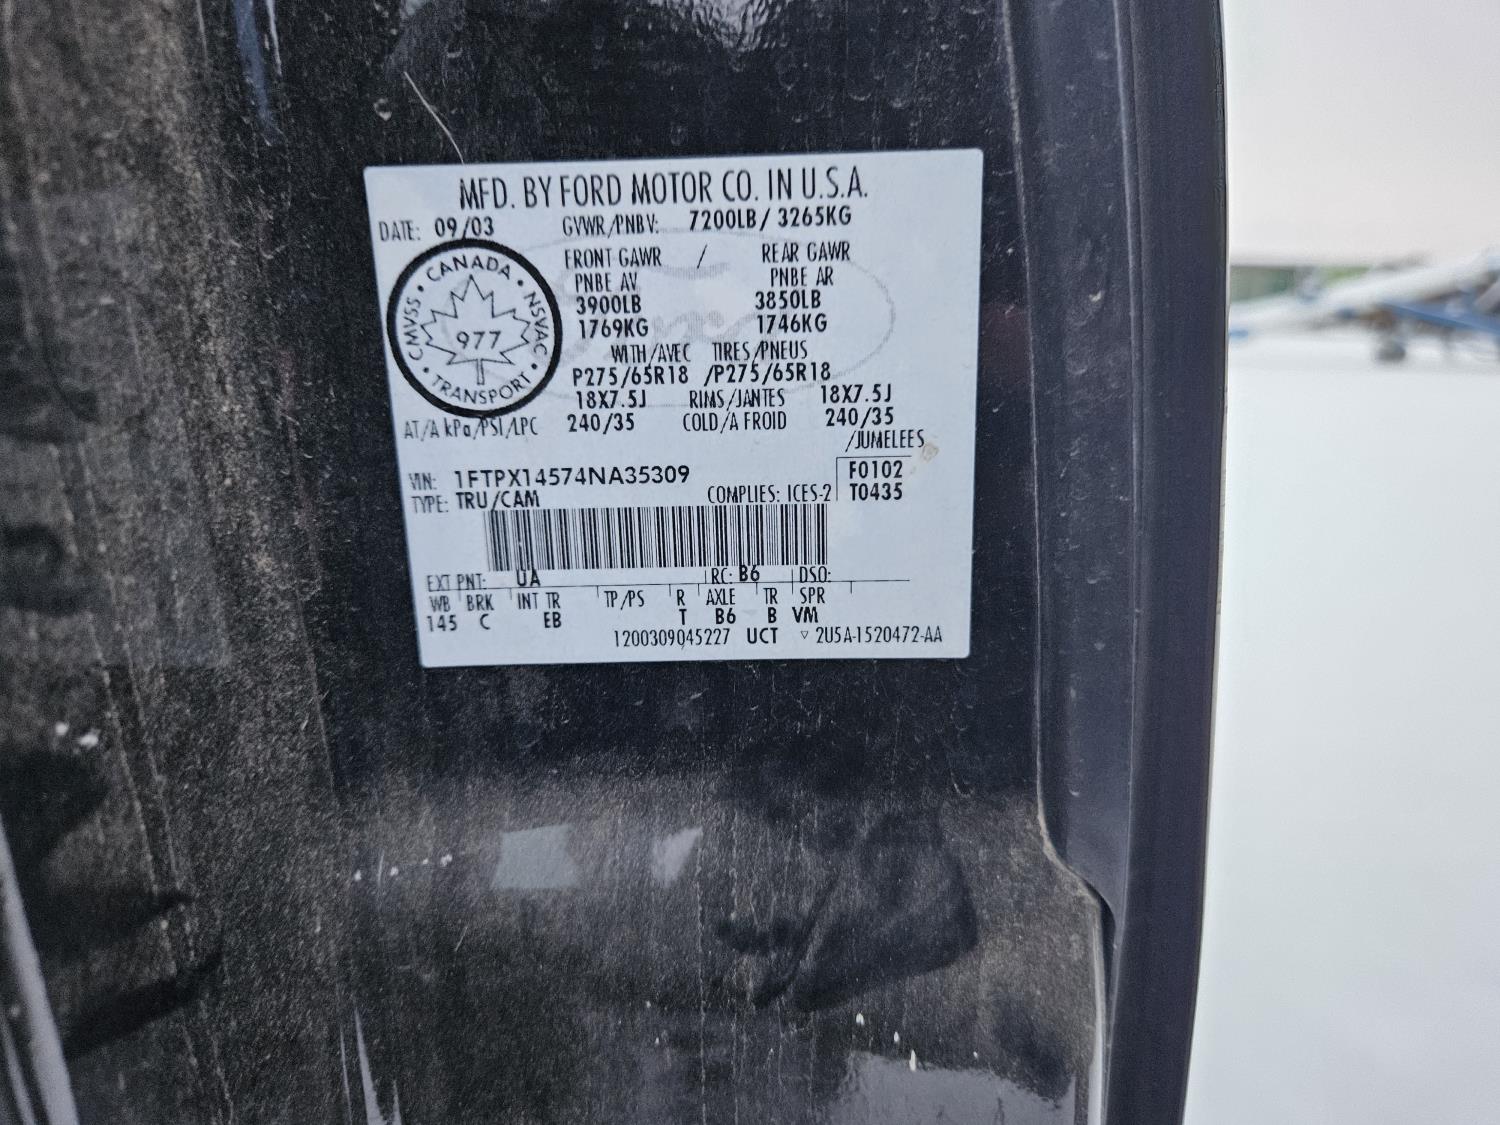 MFD. BY FORD MOTOR CO. IN U.S.A.
DATE: 09/03 GVWR/PNBV: 7200LB/ 3265KG
FRONT GAWR / REAR GAWR
PNBE AV PNBE AR
3900LB 3850LB
1769KG 1746KG
WITH/AVEC TIRES/PNEUS
P275/65R18 /P275/65R18
18X7.5J RIMS/JANTES 18X7.5J
AT/A kPa/PSI/LPC 240/35 COLD/A FROID 240/35
/JUMELEES
CANADA
CMVSS • NSVAC
977
TRANSPORT
VIN: 1FTPX14574NA35309 F0102
TYPE: TRU/CAM COMPLIES: ICES-2 T0435
EXT PNT: UA RC: B6 DSO:
WB BRK INT TR TP/PS R AXLE TR SPR
145 C EB T B6 B VM
1200309045227 UCT ▽ 2U5A-1520472-AA
Ford